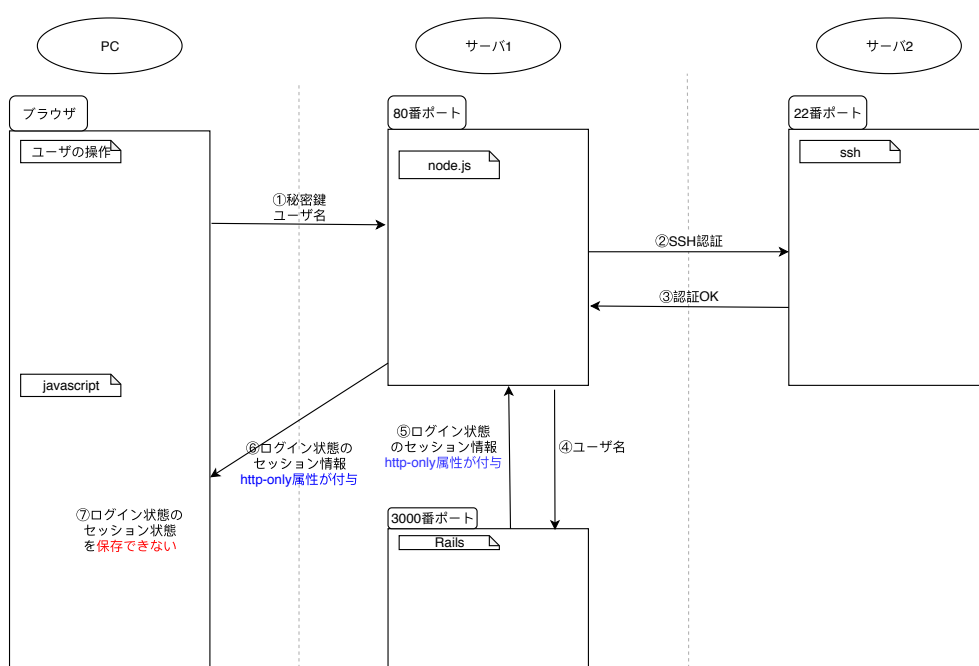 PC
サーバ1
サーバ2
ブラウザ
80番ポート
22番ポート
ユーザの操作
node.js
ssh
①秘密鍵
ユーザ名
②SSH認証
③認証OK
javascript
⑥ログイン状態の
セッション情報
http-only属性が付与
⑤ログイン状態
のセッション情報
http-only属性が付与
④ユーザ名
⑦ログイン状態の
セッション状態
を保存できない
3000番ポート
Rails